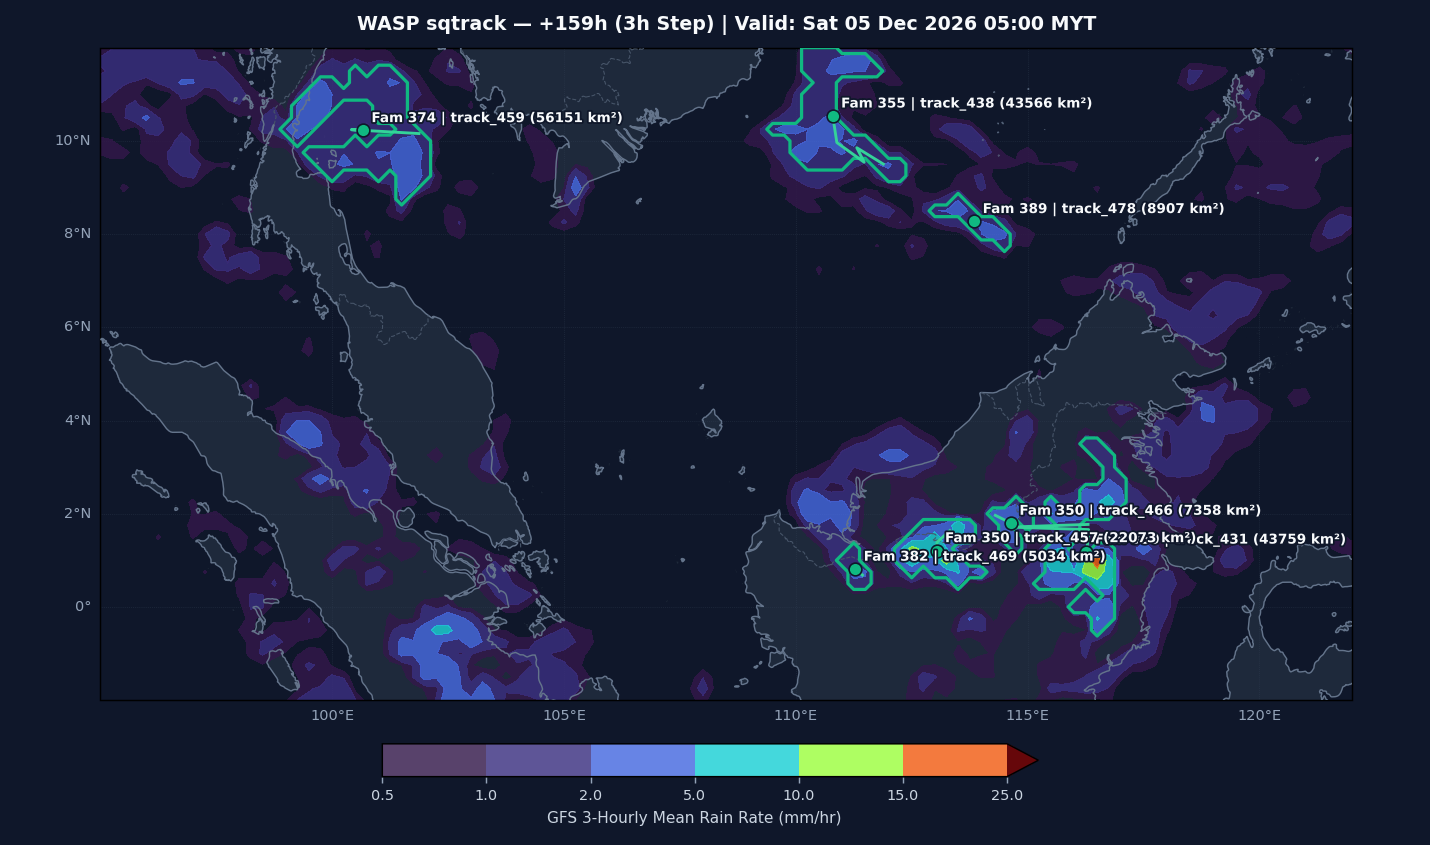 WASP sqtrack — +159h (3h Step) | Valid: Sat 05 Dec 2026 05:00 MYT
Fam 355 | track_438 (43566 km²)
Fam 374 | track_459 (56151 km²)
10°N
Fam 389 | track_478 (8907 km²)
8°N
6°N
4°N
2°N
Fam 350 | track_466 (7358 km²)
Fam 350 | track_457 (22073 km²)
ck_431 (43759 km²)
Fam 382 | track_469 (5034 km²)
0°
100°E 105°E 110°E 115°E 120°E
0.5 1.0 2.0 5.0 10.0 15.0 25.0
GFS 3-Hourly Mean Rain Rate (mm/hr)